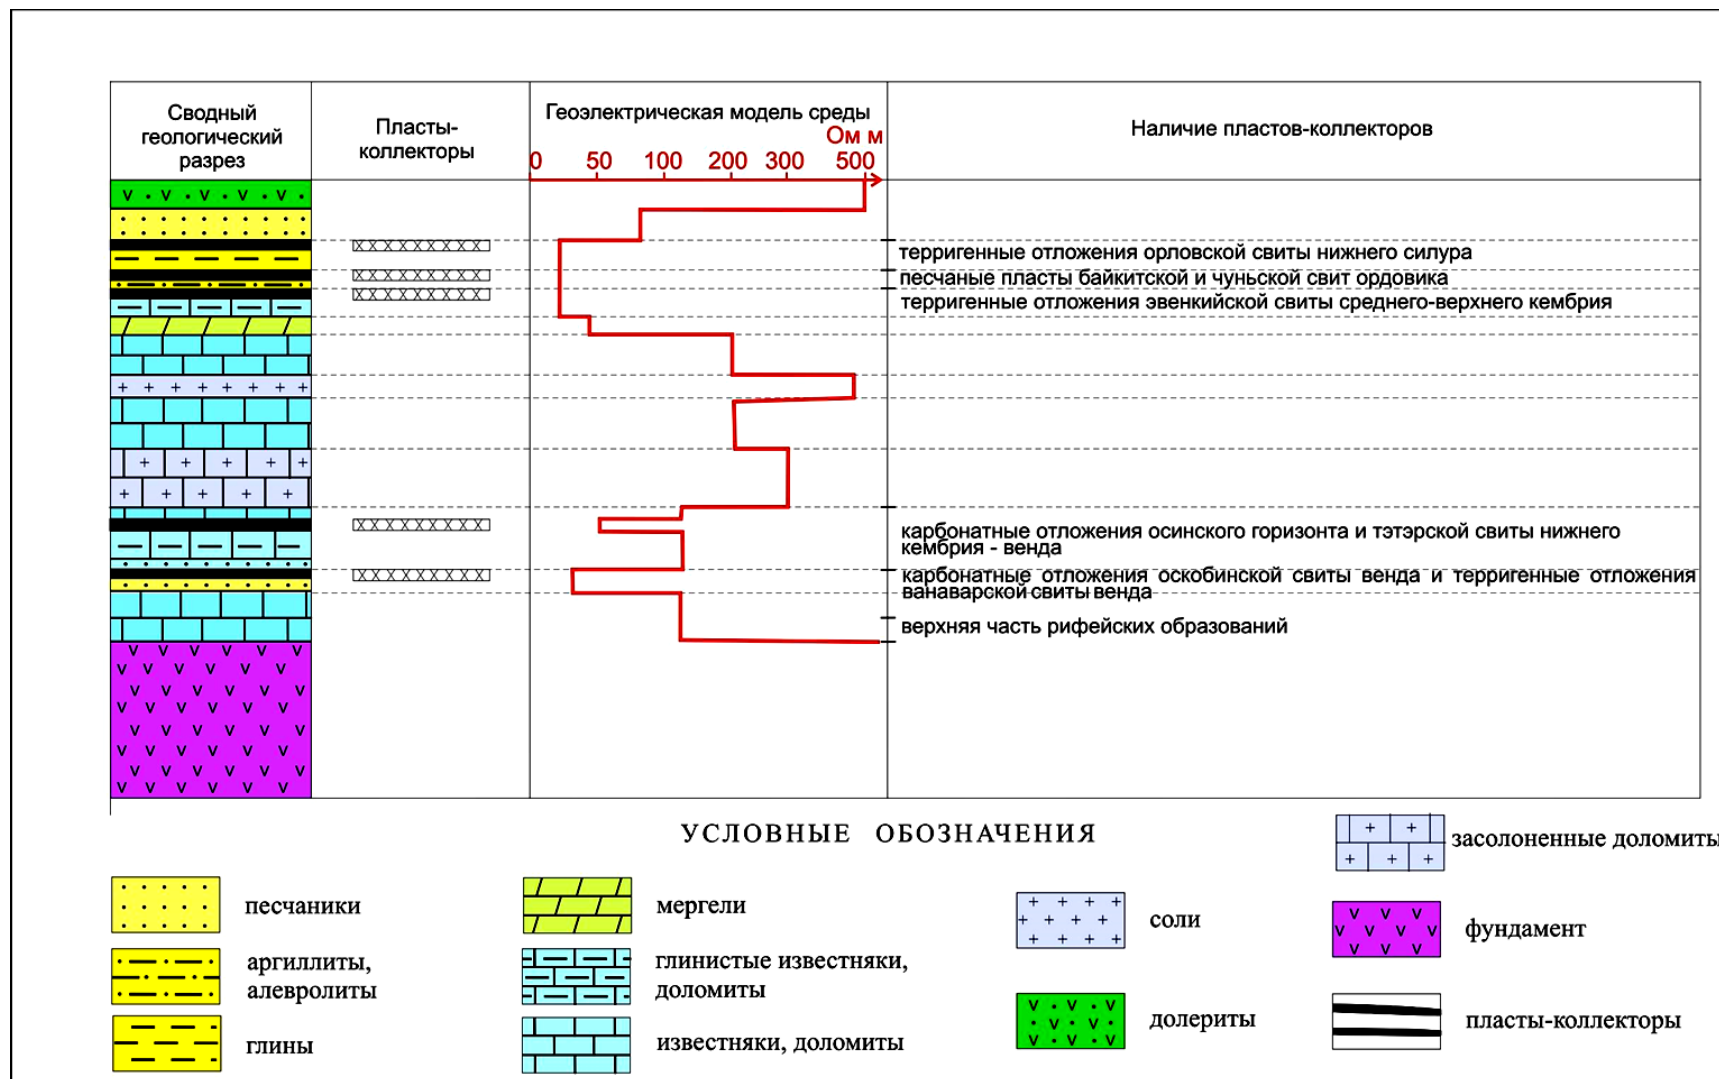 Сводный
геологический
разрез
Пласты-
коллекторы
Геоэлектрическая модель среды
Ом м
0 50 100 200 300 500
Наличие пластов-коллекторов
терригенные отложения орловской свиты нижнего силура
песчаные пласты байкитской и чуньской свит ордовика
терригенные отложения эвенкийской свиты среднего-верхнего кембрия
карбонатные отложения осинского горизонта и тэтэрской свиты нижнего
кембрия - венда
карбонатные отложения оскобинской свиты венда и терригенные отложения
ванаварской свиты венда
верхняя часть рифейских образований
УСЛОВНЫЕ ОБОЗНАЧЕНИЯ
песчаники
аргиллиты,
алевролиты
глины
мергели
глинистые известняки,
доломиты
известняки, доломиты
соли
долериты
засолоненные доломиты
фундамент
пласты-коллекторы